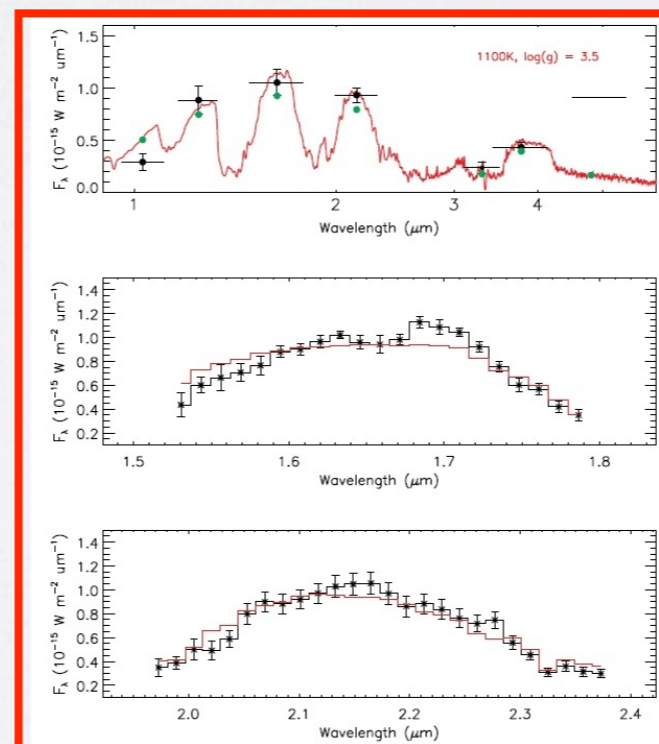 1.5
1.0
0.5
0.0
F_λ (10⁻¹⁵ W m⁻² um⁻¹)
1100K, log(g) = 3.5
1 2 3 4
Wavelength (μm)
1.4
1.2
1.0
0.8
0.6
0.4
0.2
F_λ (10⁻¹⁵ W m⁻² um⁻¹)
1.5 1.6 1.7 1.8
Wavelength (μm)
1.4
1.2
1.0
0.8
0.6
0.4
0.2
F_λ (10⁻¹⁵ W m⁻² um⁻¹)
2.0 2.1 2.2 2.3 2.4
Wavelength (μm)